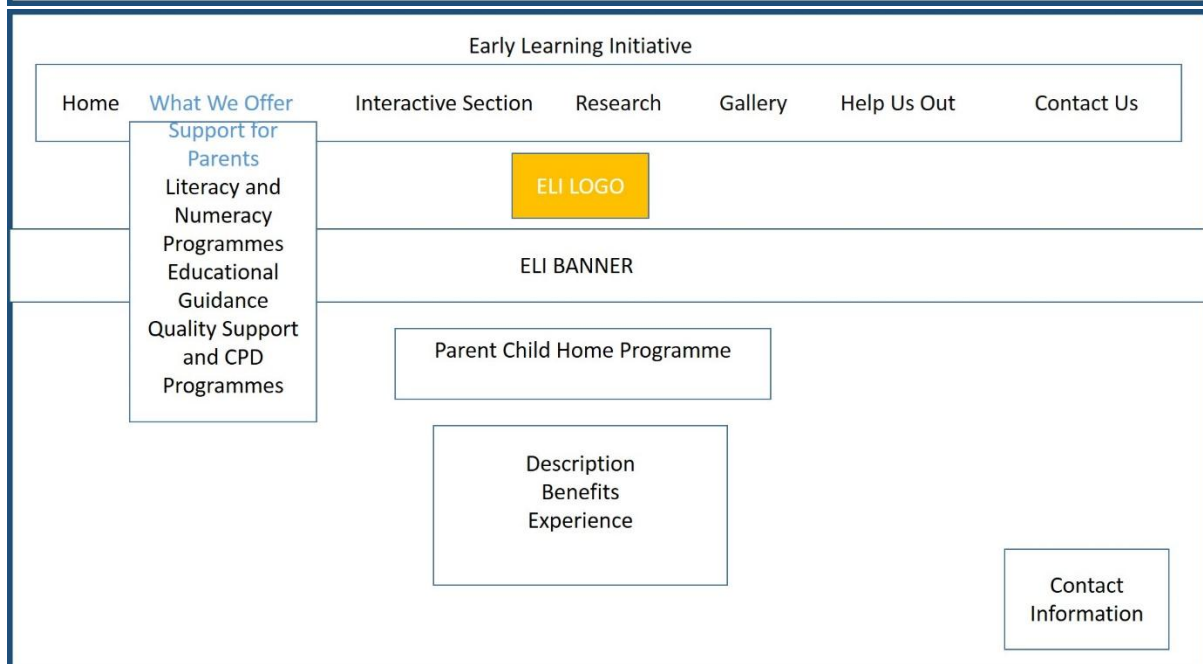 Early Learning Initiative
Home What We Offer Interactive Section Research Gallery Help Us Out Contact Us
Support for
Parents
Literacy and
Numeracy
Programmes
Educational
Guidance
Quality Support
and CPD
Programmes
ELI LOGO
ELI BANNER
Parent Child Home Programme
Description
Benefits
Experience
Contact
Information